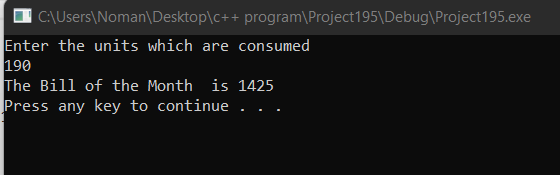 C:\Users\Noman\Desktop\c++ program\Project195\Debug\Project195.exe
Enter the units which are consumed
190
The Bill of the Month  is 1425
Press any key to continue . . .